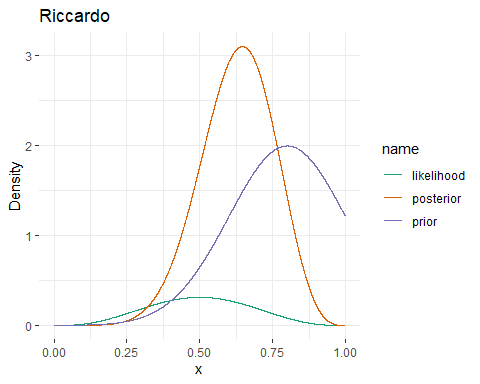 Riccardo
3
2
1
0
Density
0.00 0.25 0.50 0.75 1.00
x
name
likelihood
posterior
prior